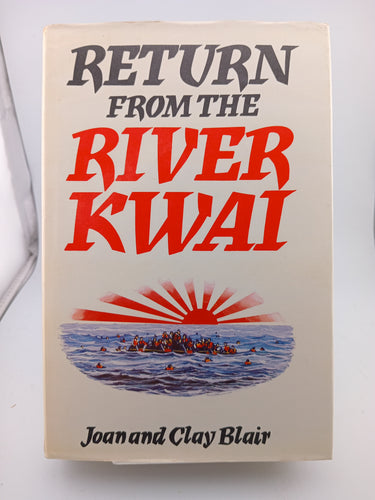 RETURN
FROM THE
RIVER
KWAI
Joan and Clay Blair